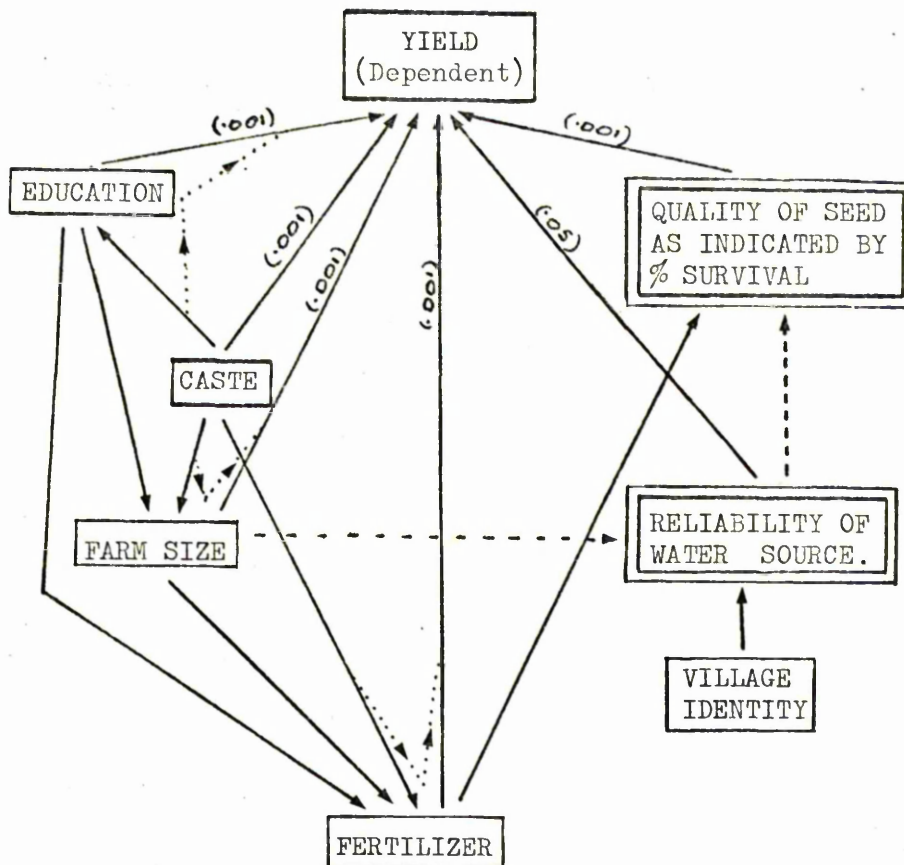 YIELD
(Dependent)
(.001)
(.001)
EDUCATION
QUALITY OF SEED
AS INDICATED BY
% SURVIVAL
(.001)
(.001)
(.001)
(.05)
CASTE
FARM SIZE
RELIABILITY OF
WATER SOURCE.
VILLAGE
IDENTITY
FERTILIZER